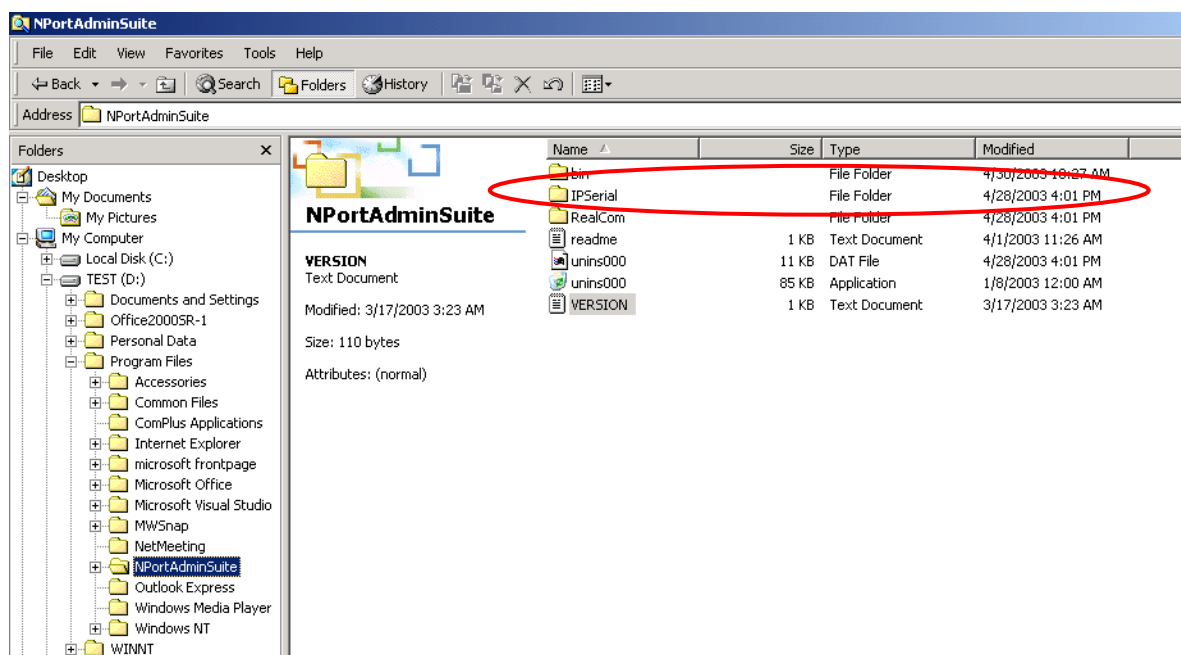 NPortAdminSuite
File Edit View Favorites Tools Help
Back Search Folders History
Address NPortAdminSuite
Folders
Desktop
My Documents
My Pictures
My Computer
Local Disk (C:)
TEST (D:)
Documents and Settings
Office2000SR-1
Personal Data
Program Files
Accessories
Common Files
ComPlus Applications
Internet Explorer
microsoft frontpage
Microsoft Office
Microsoft Visual Studio
MWSnap
NetMeeting
NPortAdminSuite
Outlook Express
Windows Media Player
Windows NT
WINNT
NPortAdminSuite
VERSION
Text Document
Modified: 3/17/2003 3:23 AM
Size: 110 bytes
Attributes: (normal)
Name Size Type Modified
bin File Folder 4/30/2003 10:27 AM
IPSerial File Folder 4/28/2003 4:01 PM
RealCom File Folder 4/28/2003 4:01 PM
readme 1 KB Text Document 4/1/2003 11:26 AM
unins000 11 KB DAT File 4/28/2003 4:01 PM
unins000 85 KB Application 1/8/2003 12:00 AM
VERSION 1 KB Text Document 3/17/2003 3:23 AM